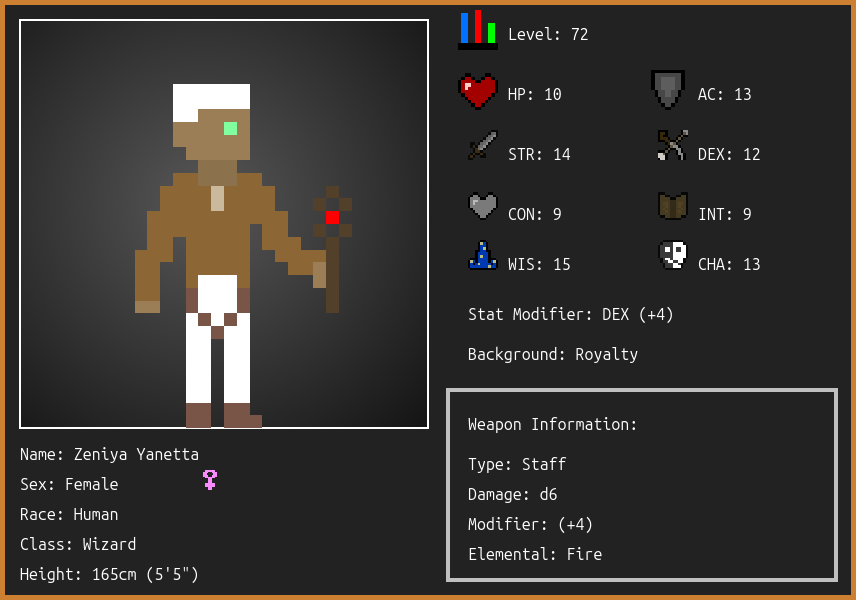 Level: 72
HP: 10
AC: 13
STR: 14
DEX: 12
CON: 9
INT: 9
WIS: 15
CHA: 13
Stat Modifier: DEX (+4)
Background: Royalty
Weapon Information:
Type: Staff
Damage: d6
Modifier: (+4)
Elemental: Fire
Name: Zeniya Yanetta
Sex: Female
Race: Human
Class: Wizard
Height: 165cm (5'5")